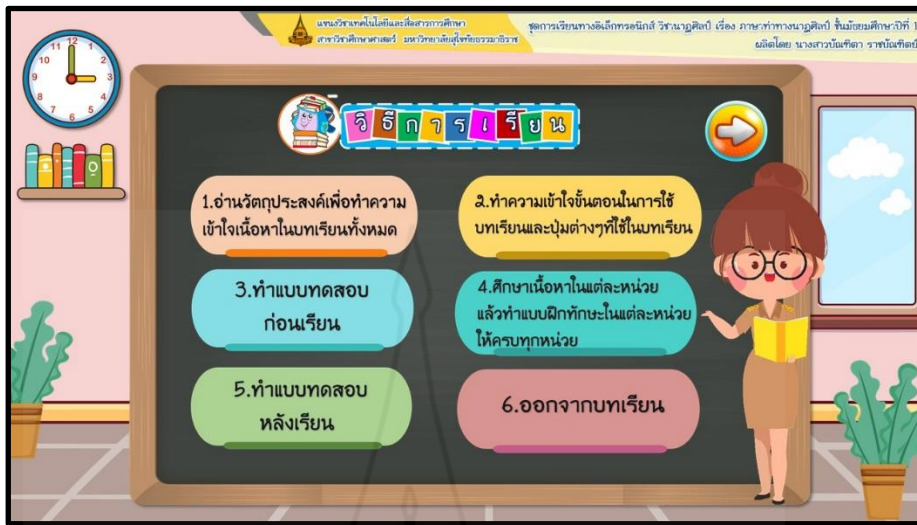 แขนงวิชาเทคโนโลยีและสื่อสารการศึกษา
สาขาวิชาศึกษาศาสตร์ มหาวิทยาลัยสุโขทัยธรรมาธิราช
ชุดการเรียนทางอิเล็กทรอนิกส์ วิชานาฏศิลป์ เรื่อง ภาษาท่าทางนาฏศิลป์ ชั้นมัธยมศึกษาปีที่ 1
ผลิตโดย นางสาวบัณฑิตา ราชบัณฑิตย์
12
11
1
10
2
9
3
8
4
7
5
6
วิธีการเรียน
1.อ่านวัตถุประสงค์เพื่อทำความ
เข้าใจเนื้อหาในบทเรียนทั้งหมด
2.ทำความเข้าใจขั้นตอนในการใช้
บทเรียนและปุ่มต่างๆที่ใช้ในบทเรียน
3.ทำแบบทดสอบ
ก่อนเรียน
4.ศึกษาเนื้อหาในแต่ละหน่วย
แล้วทำแบบฝึกทักษะในแต่ละหน่วย
ให้ครบทุกหน่วย
5.ทำแบบทดสอบ
หลังเรียน
6.ออกจากบทเรียน